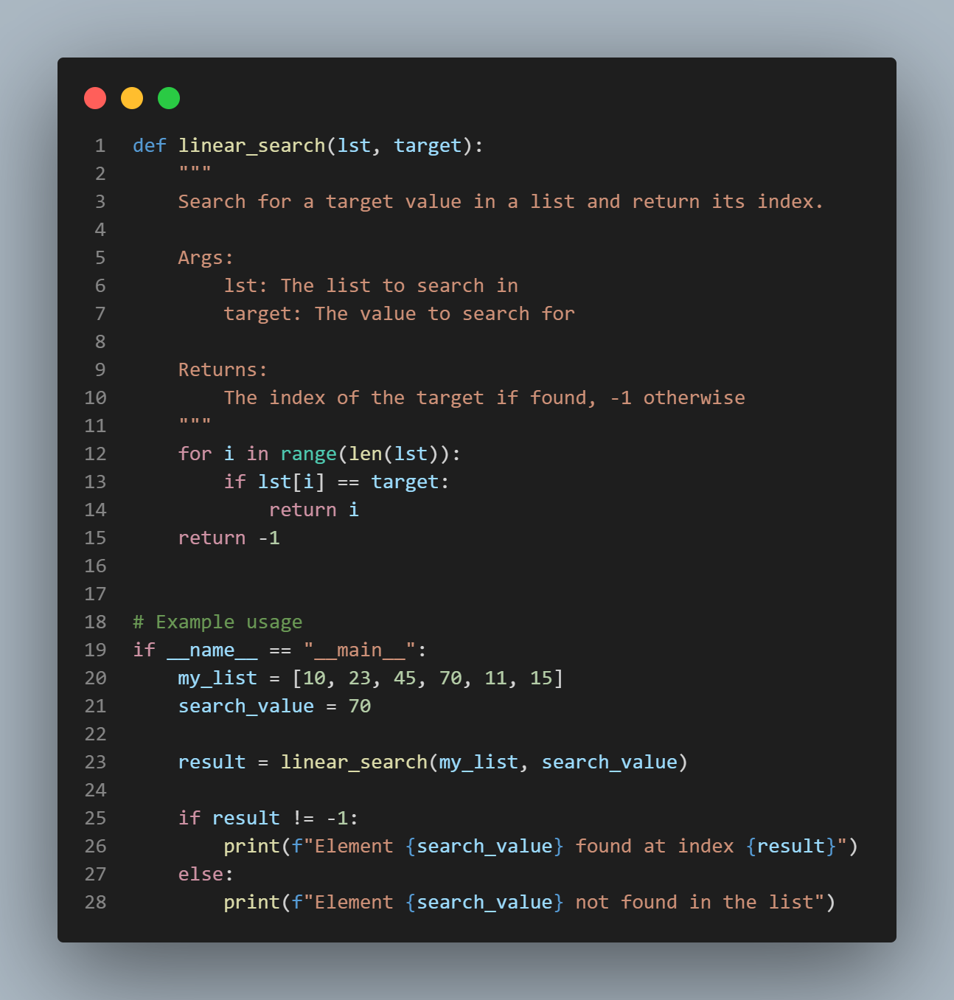 1 def linear_search(lst, target):
2     """
3     Search for a target value in a list and return its index.
4
5     Args:
6         lst: The list to search in
7         target: The value to search for
8
9     Returns:
10         The index of the target if found, -1 otherwise
11     """
12     for i in range(len(lst)):
13         if lst[i] == target:
14             return i
15     return -1
16
17
18 # Example usage
19 if __name__ == "__main__":
20     my_list = [10, 23, 45, 70, 11, 15]
21     search_value = 70
22
23     result = linear_search(my_list, search_value)
24
25     if result != -1:
26         print(f"Element {search_value} found at index {result}")
27     else:
28         print(f"Element {search_value} not found in the list")